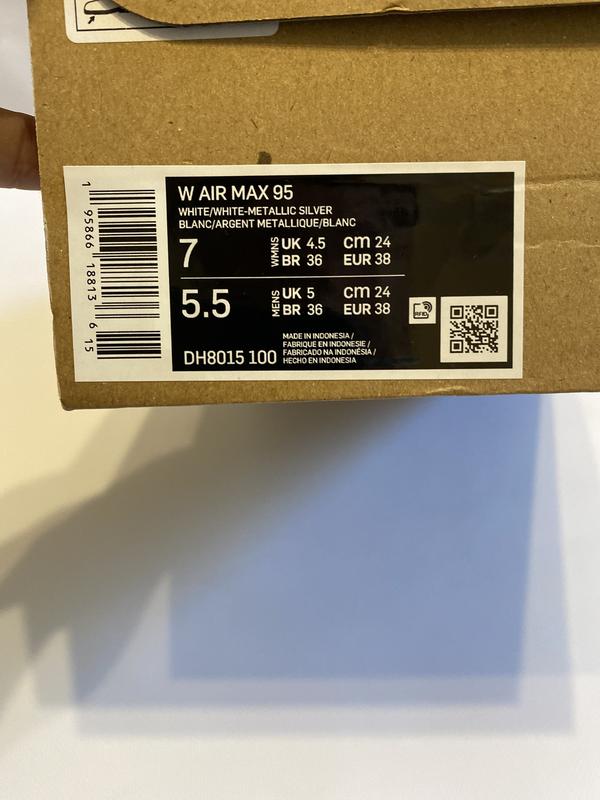 W AIR MAX 95
WHITE/WHITE-METALLIC SILVER
BLANC/ARGENT METALLIQUE/BLANC
7
WMNS
UK 4.5 cm 24
BR 36 EUR 38
5.5
MENS
UK 5 cm 24
BR 36 EUR 38
RFID
DH8015 100
MADE IN INDONESIA /
FABRIQUE EN INDONESIE /
FABRICADO NA INDONÉSIA /
HECHO EN INDONESIA
1 95866 18813 6 15